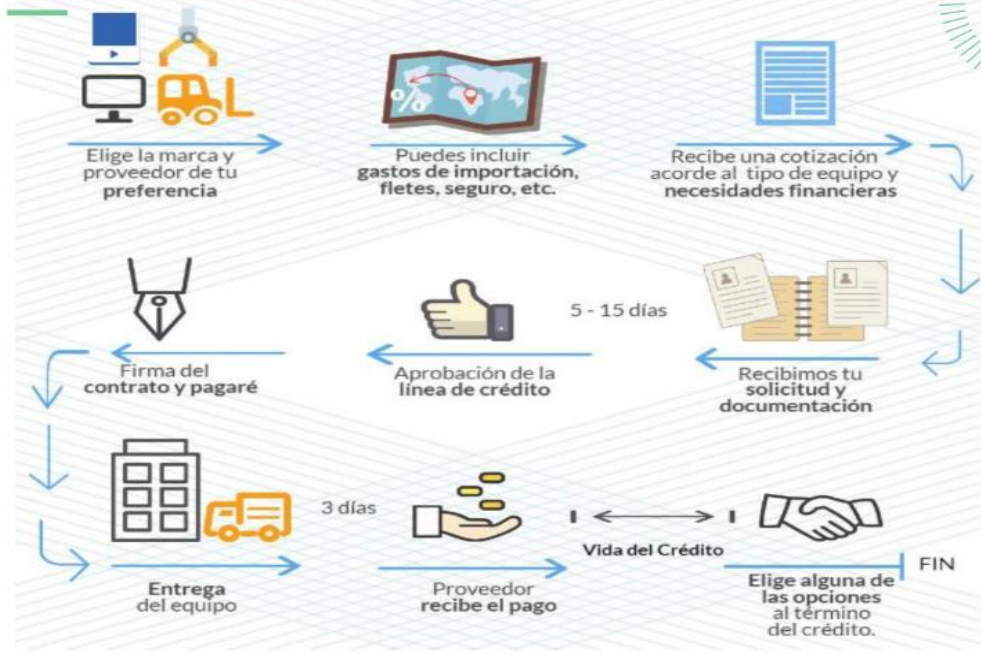 Elige la marca y
proveedor de tu
preferencia
%
Puedes incluir
gastos de importación,
fletes, seguro, etc.
Recibe una cotización
acorde al tipo de equipo y
necesidades financieras
Recibimos tu
solicitud y
documentación
5 - 15 días
Aprobación de la
línea de crédito
Firma del
contrato y pagaré
Entrega
del equipo
3 días
Proveedor
recibe el pago
Vida del Crédito
Elige alguna de
las opciones
al término
del crédito.
FIN